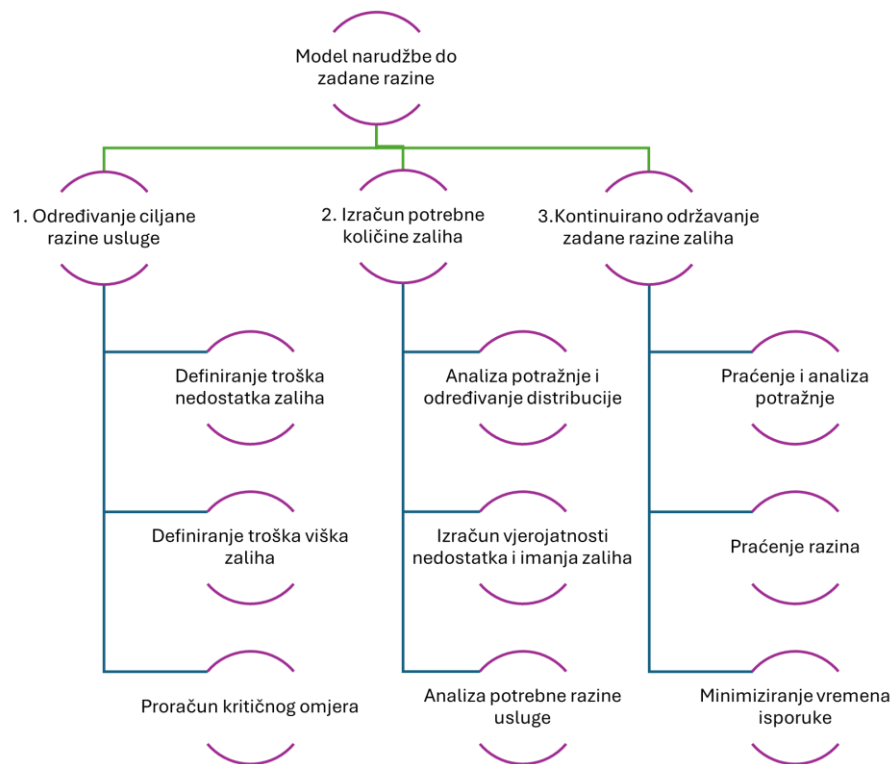 Model narudžbe do
zadane razine
1. Određivanje ciljane
razine usluge
2. Izračun potrebne
količine zaliha
3.Kontinuirano održavanje
zadane razine zaliha
Definiranje troška
nedostatka zaliha
Definiranje troška viška
zaliha
Proračun kritičnog omjera
Analiza potražnje i
određivanje distribucije
Izračun vjerojatnosti
nedostatka i imanja zaliha
Analiza potrebne razine
usluge
Praćenje i analiza
potražnje
Praćenje razina
Minimiziranje vremena
isporuke